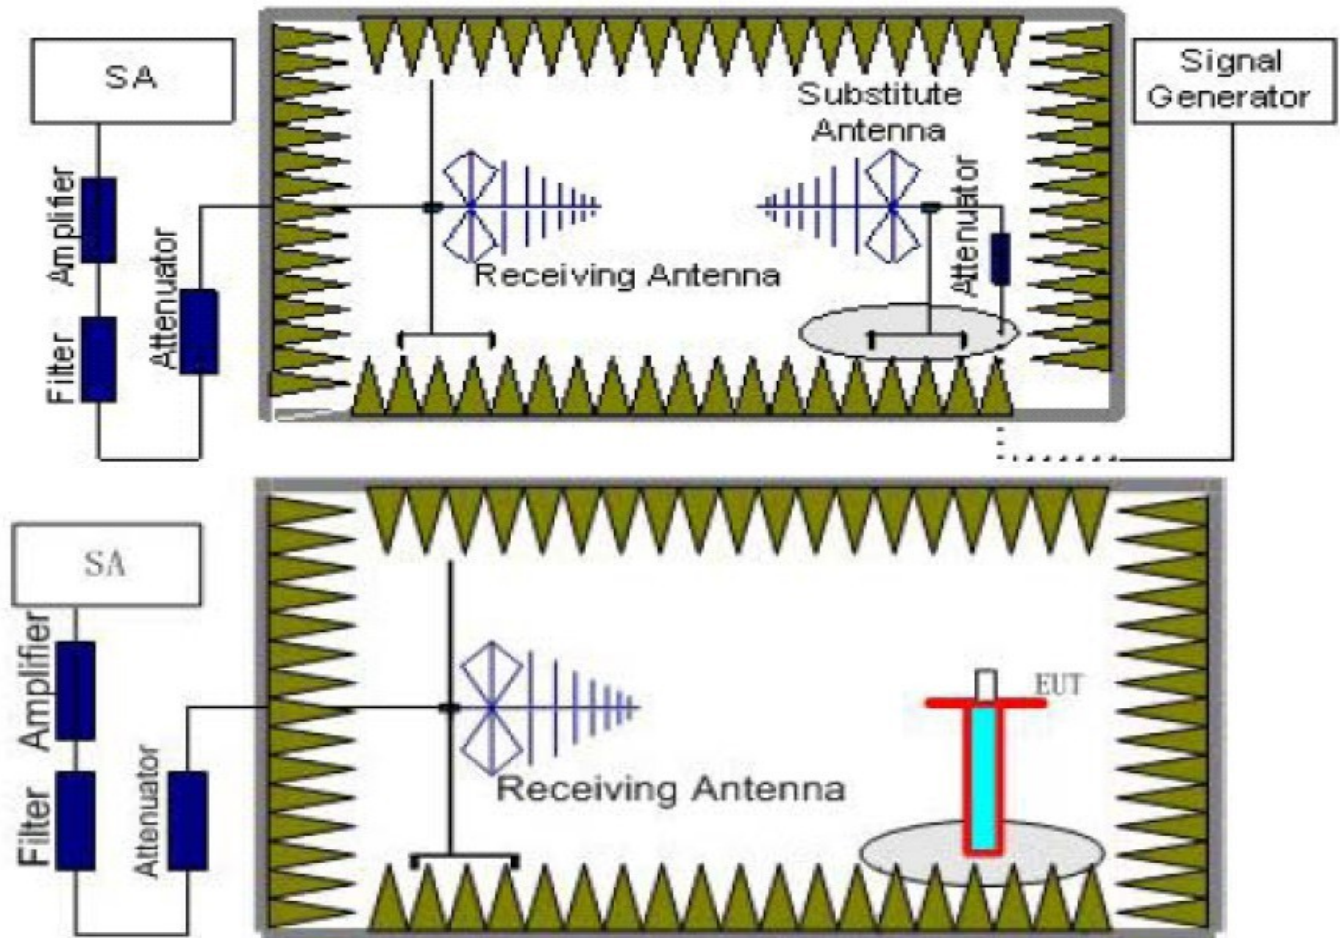 SA
Signal
Generator
Substitute
Antenna
Amplifier
Attenuator
Attenuator
Receiving Antenna
Filter
SA
Amplifier
EUT
Receiving Antenna
Filter
Attenuator